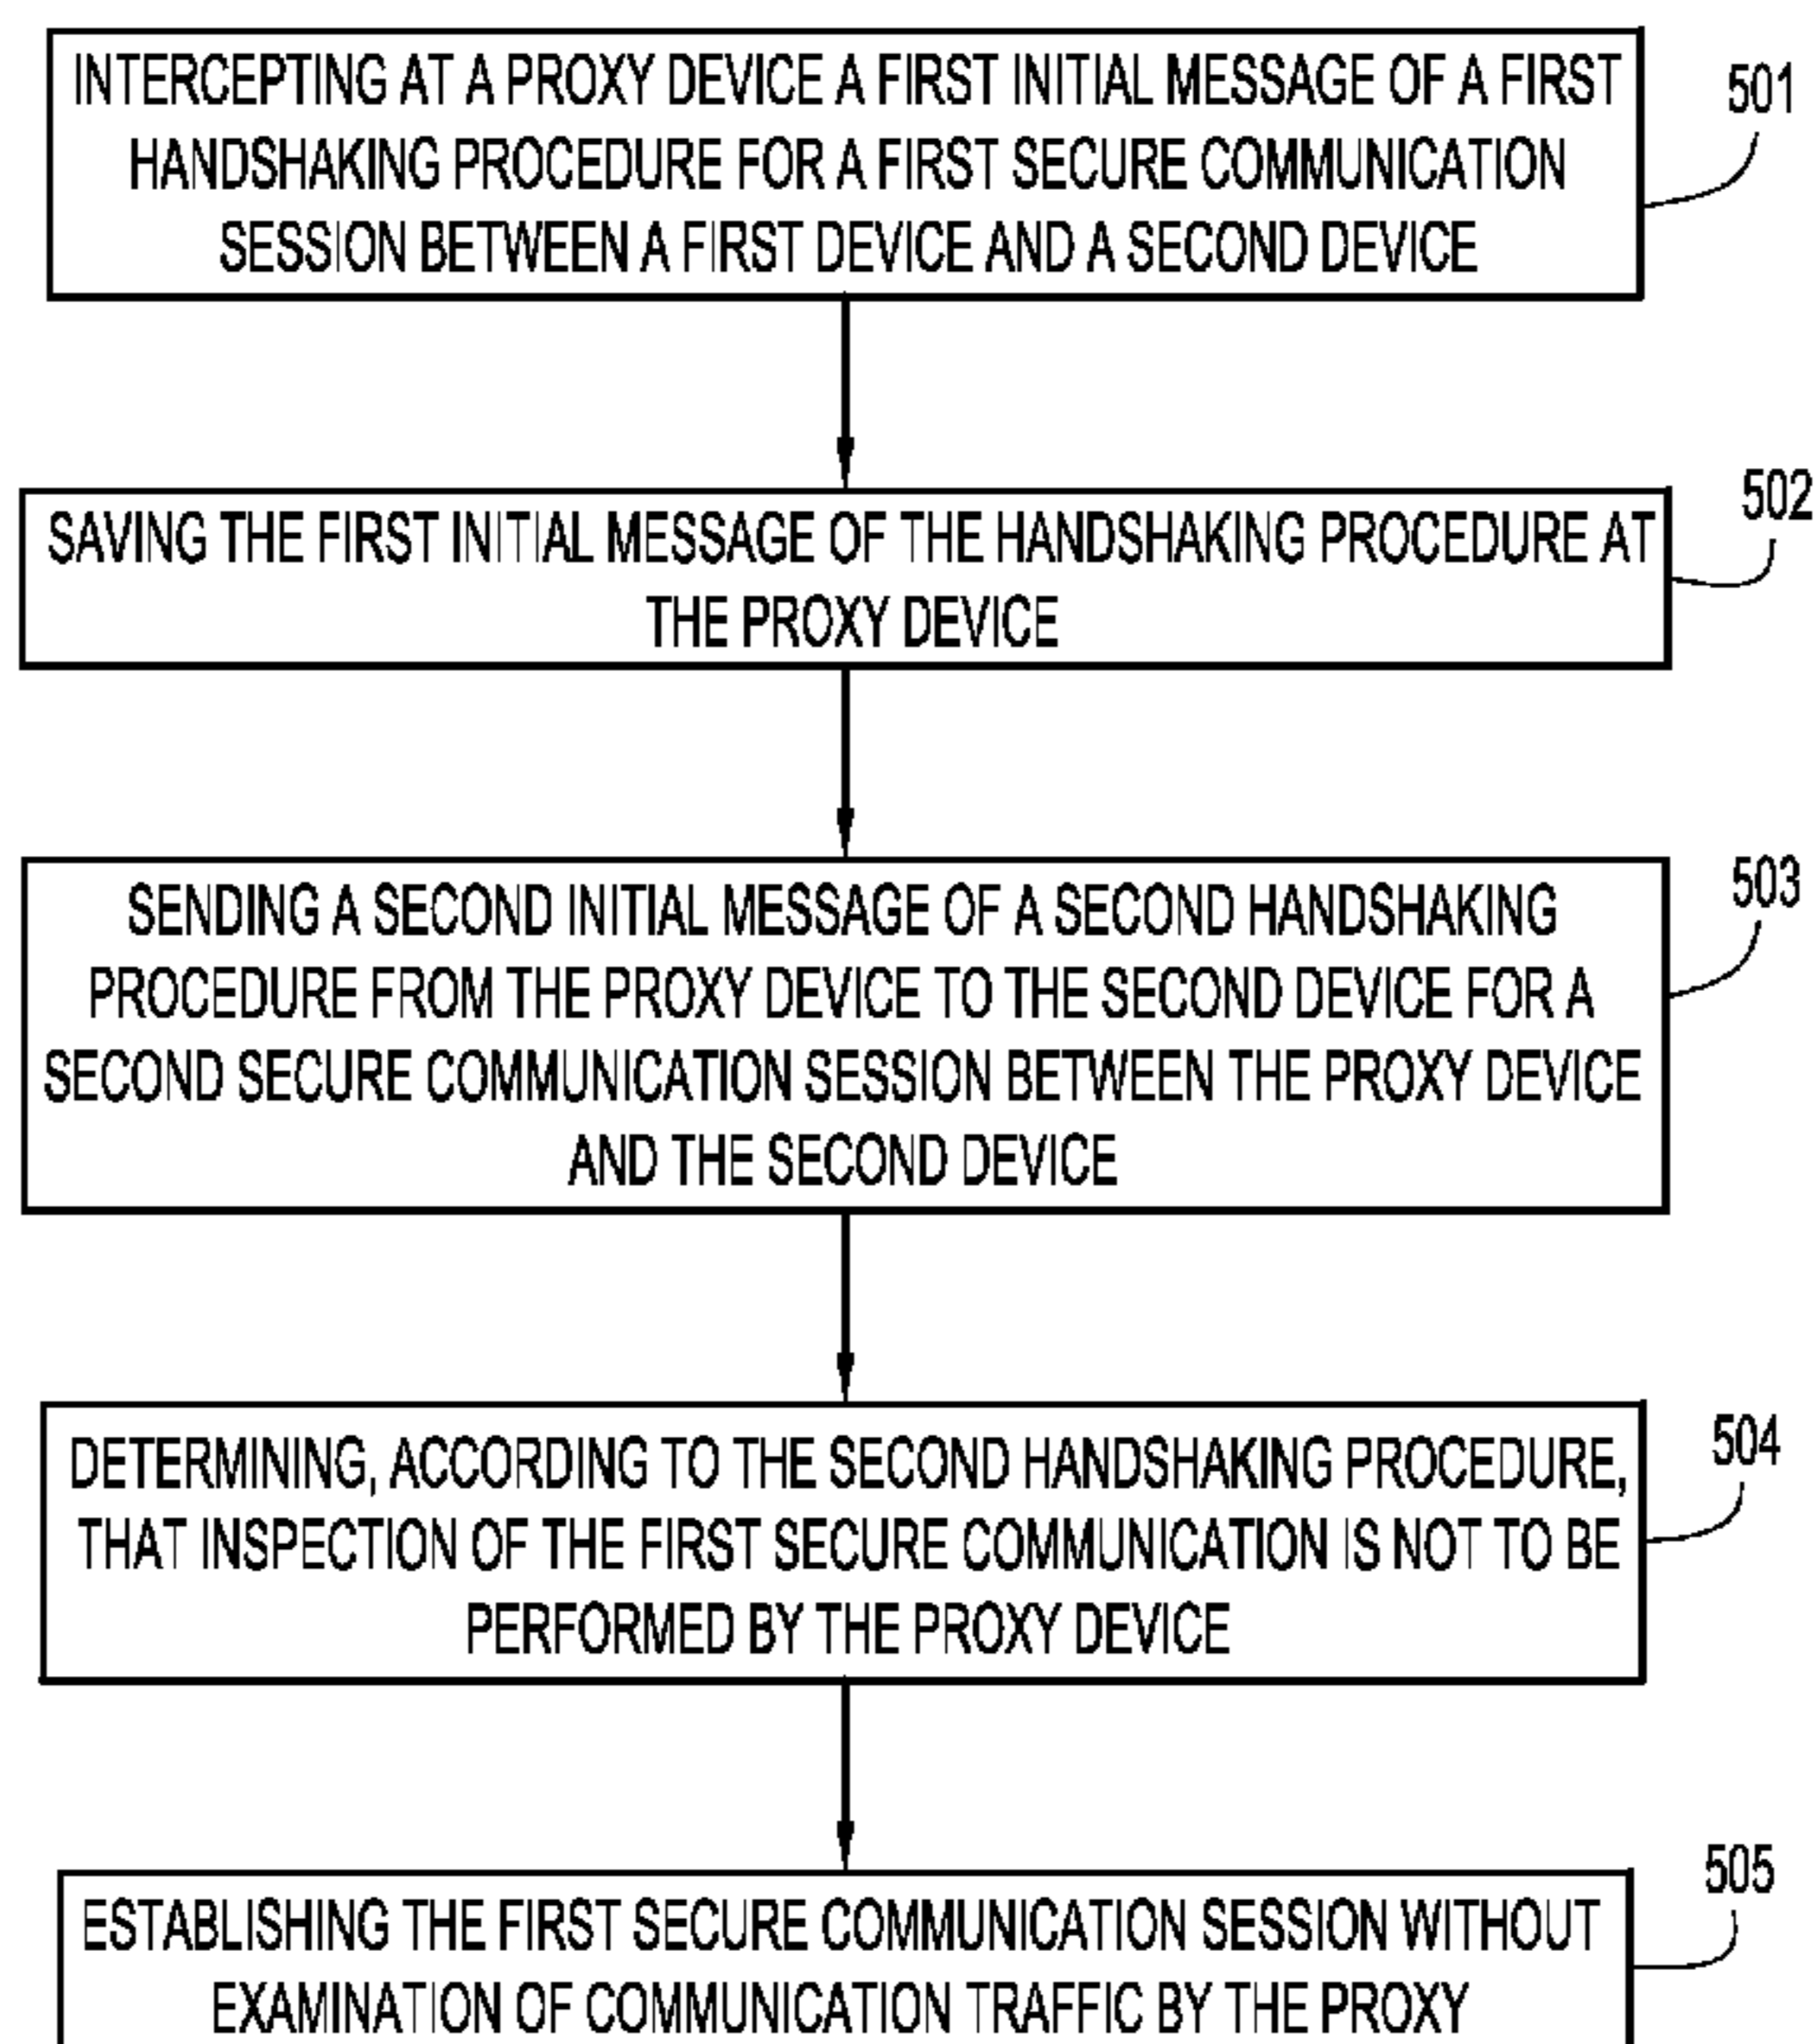 INTERCEPTING AT A PROXY DEVICE A FIRST INITIAL MESSAGE OF A FIRST
HANDSHAKING PROCEDURE FOR A FIRST SECURE COMMUNICATION
SESSION BETWEEN A FIRST DEVICE AND A SECOND DEVICE
501
SAVING THE FIRST INITIAL MESSAGE OF THE HANDSHAKING PROCEDURE AT
THE PROXY DEVICE
502
SENDING A SECOND INITIAL MESSAGE OF A SECOND HANDSHAKING
PROCEDURE FROM THE PROXY DEVICE TO THE SECOND DEVICE FOR A
SECOND SECURE COMMUNICATION SESSION BETWEEN THE PROXY DEVICE
AND THE SECOND DEVICE
503
DETERMINING, ACCORDING TO THE SECOND HANDSHAKING PROCEDURE,
THAT INSPECTION OF THE FIRST SECURE COMMUNICATION IS NOT TO BE
PERFORMED BY THE PROXY DEVICE
504
ESTABLISHING THE FIRST SECURE COMMUNICATION SESSION WITHOUT
EXAMINATION OF COMMUNICATION TRAFFIC BY THE PROXY
505